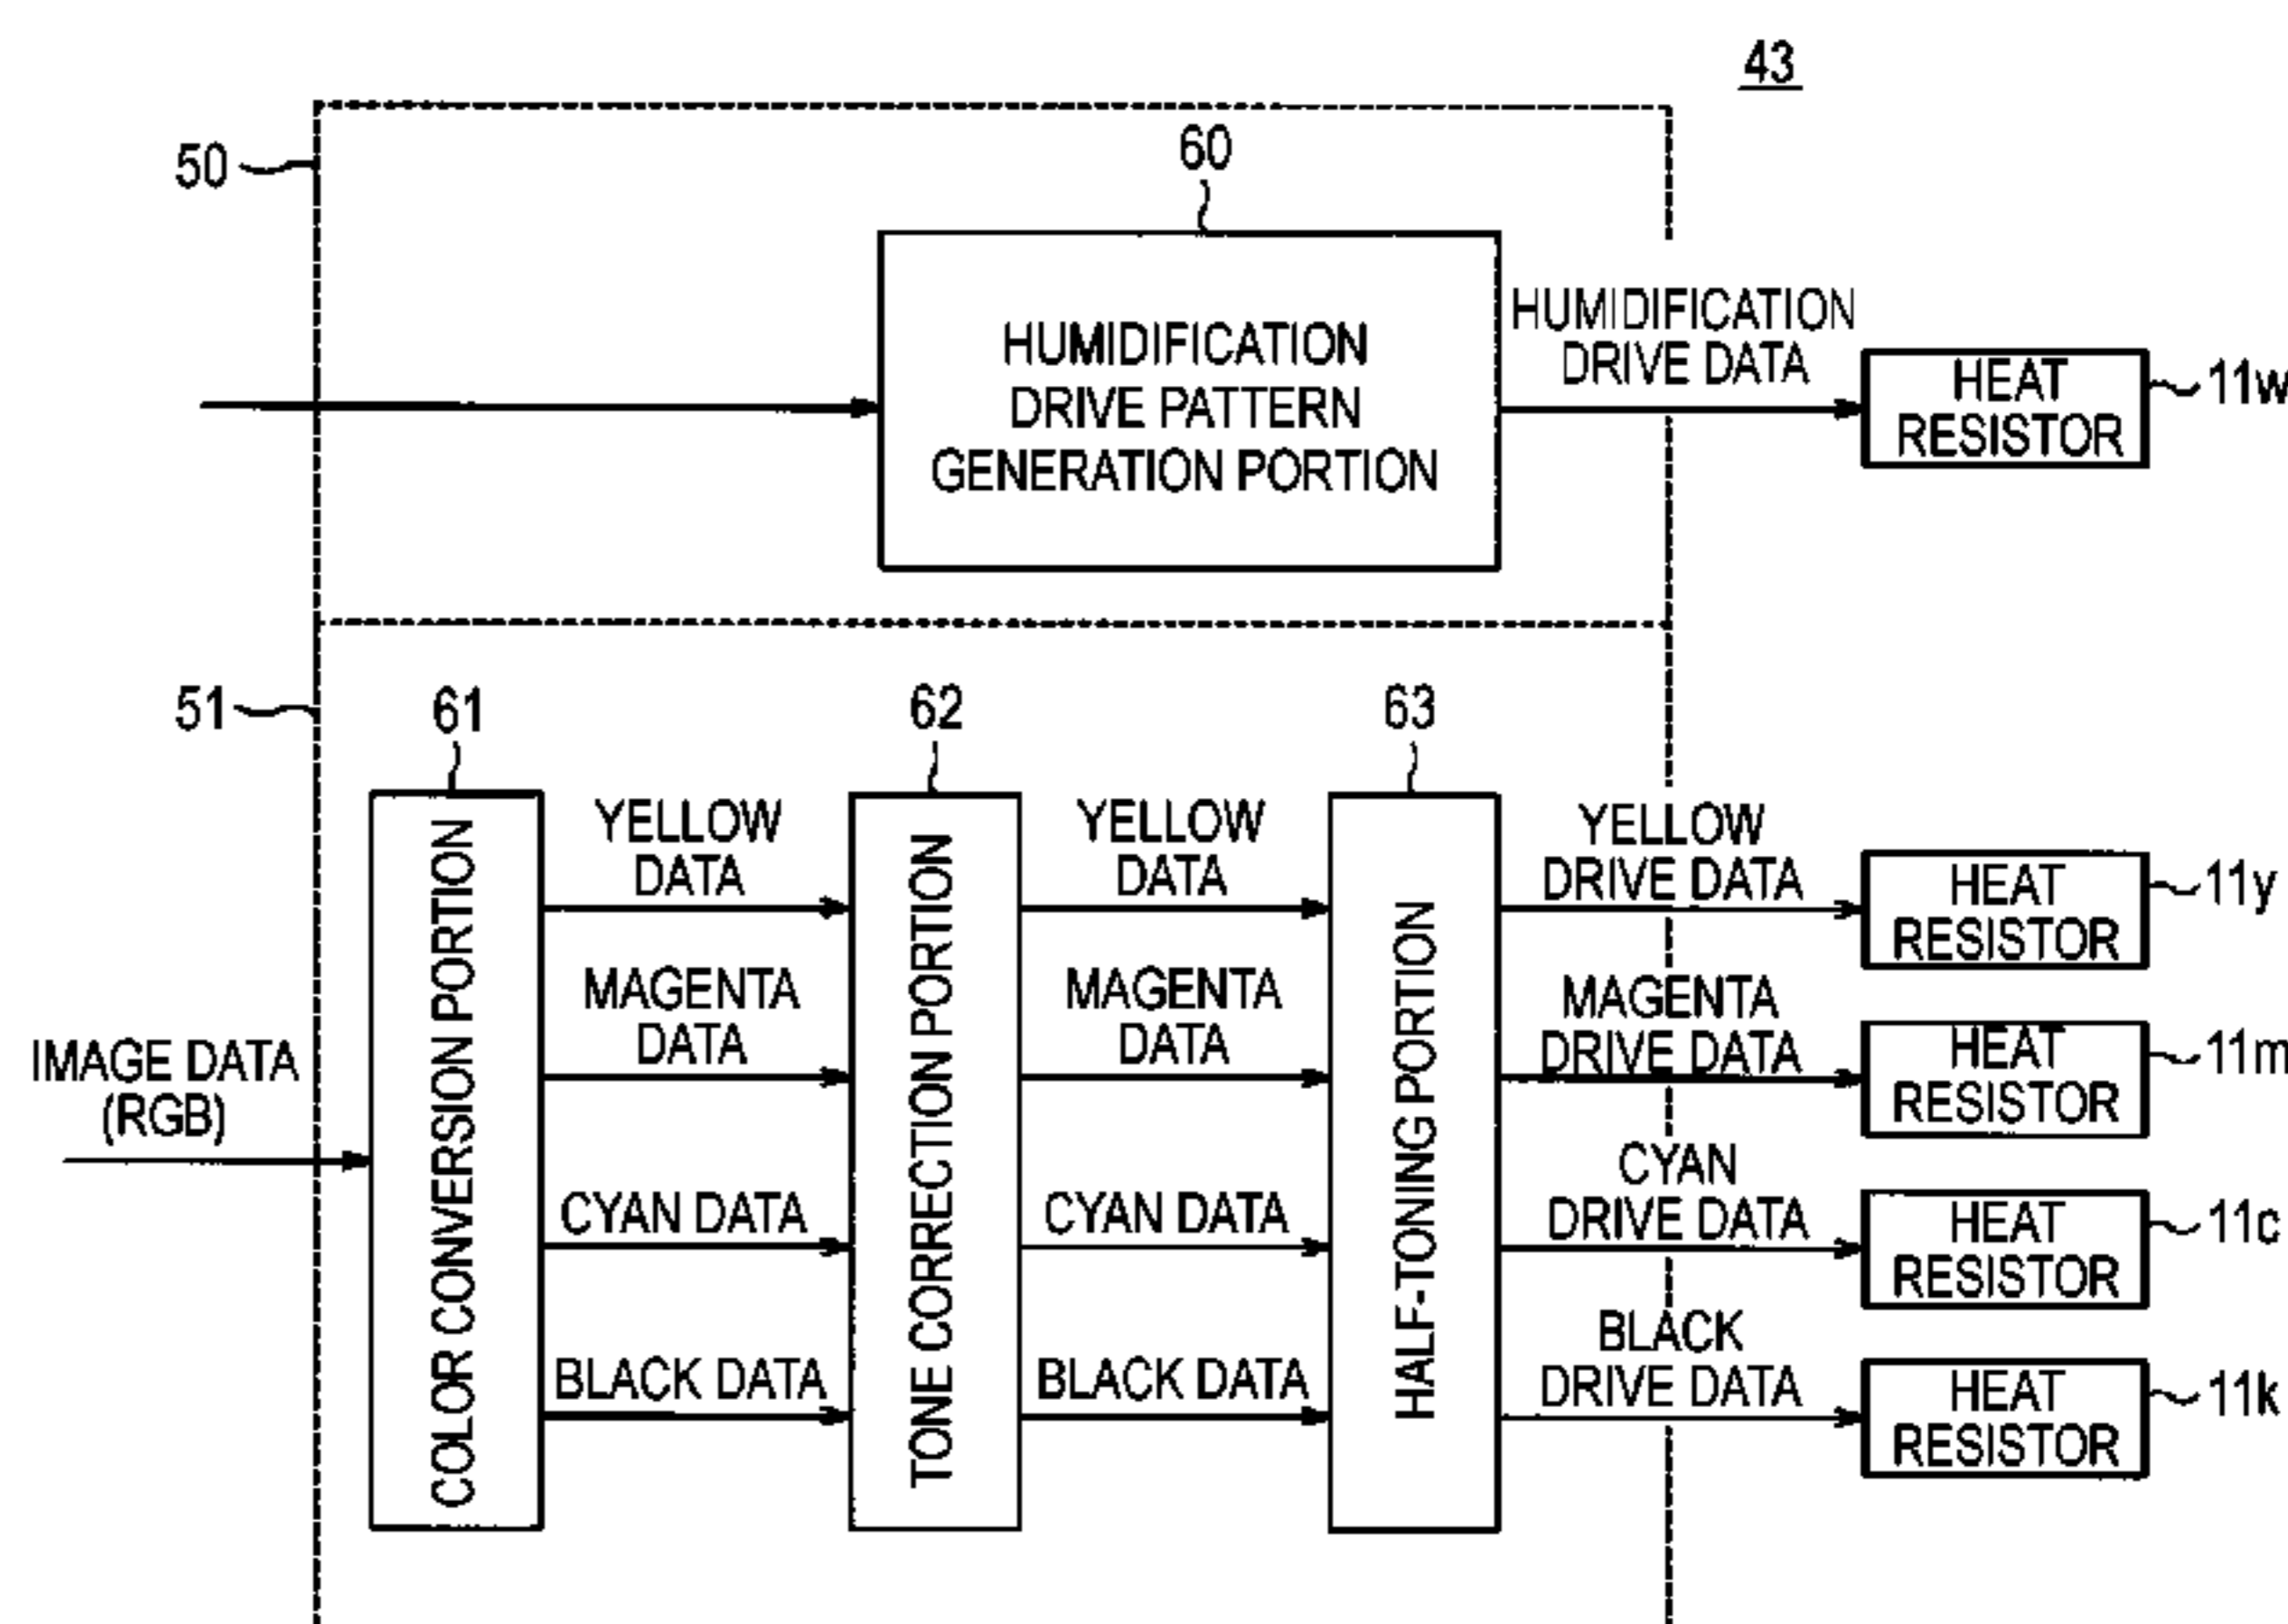 43
50
60
HUMIDIFICATION
DRIVE PATTERN
GENERATION PORTION
HUMIDIFICATION
DRIVE DATA
HEAT
RESISTOR
11w
51
61
62
63
IMAGE DATA
(RGB)
COLOR CONVERSION PORTION
YELLOW
DATA
MAGENTA
DATA
CYAN DATA
BLACK DATA
TONE CORRECTION PORTION
YELLOW
DATA
MAGENTA
DATA
CYAN DATA
BLACK DATA
HALF-TONING PORTION
YELLOW
DRIVE DATA
HEAT
RESISTOR
11y
MAGENTA
DRIVE DATA
HEAT
RESISTOR
11m
CYAN
DRIVE DATA
HEAT
RESISTOR
11c
BLACK
DRIVE DATA
HEAT
RESISTOR
11k